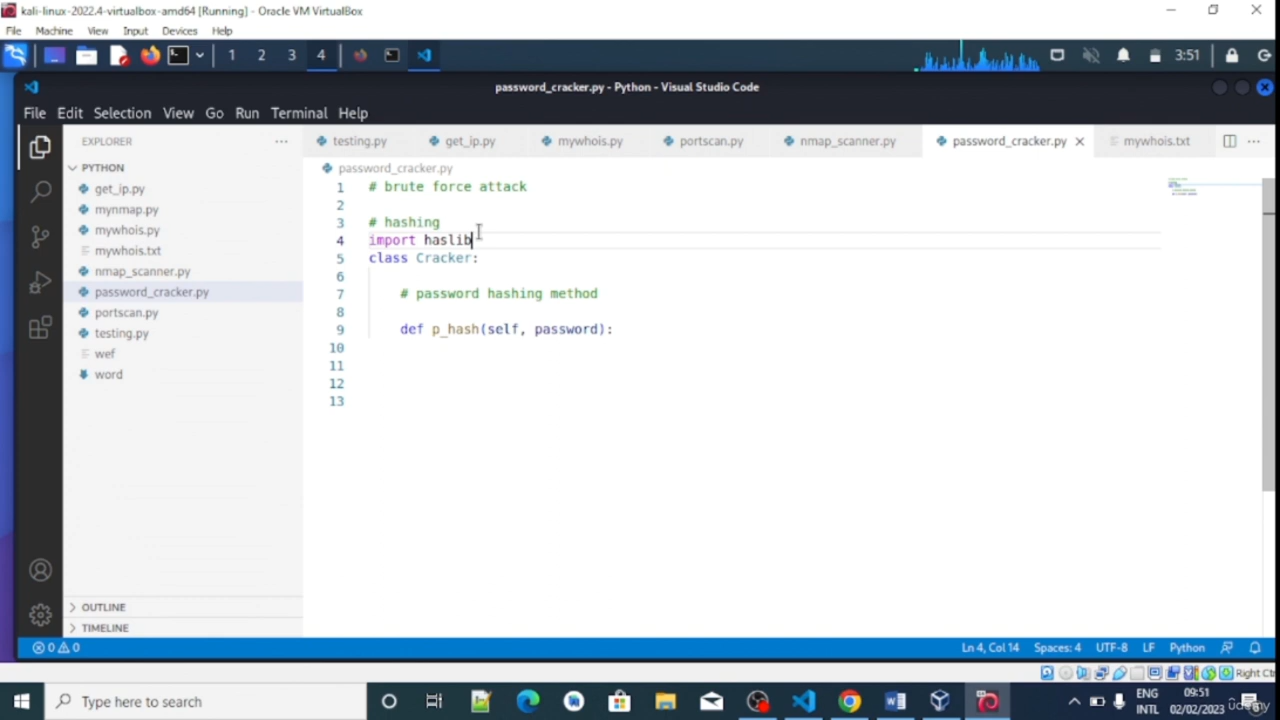 kali-linux-2022.4-virtualbox-amd64 [Running] - Oracle VM VirtualBox
File Machine View Input Devices Help
1 2 3 4 3:51
password_cracker.py - Python - Visual Studio Code
File Edit Selection View Go Run Terminal Help
EXPLORER
testing.py get_ip.py mywhois.py portscan.py nmap_scanner.py password_cracker.py mywhois.txt
PYTHON
get_ip.py
mynmap.py
mywhois.py
mywhois.txt
nmap_scanner.py
password_cracker.py
portscan.py
testing.py
wef
word
OUTLINE
TIMELINE
password_cracker.py
1 # brute force attack
2
3 # hashing
4 import haslib
5 class Cracker:
6
7 # password hashing method
8
9 def p_hash(self, password):
10
11
12
13
0 0 Ln 4, Col 14 Spaces: 4 UTF-8 LF Python
Right Ct
Type here to search
ENG 09:51
INTL 02/02/2023
udemy